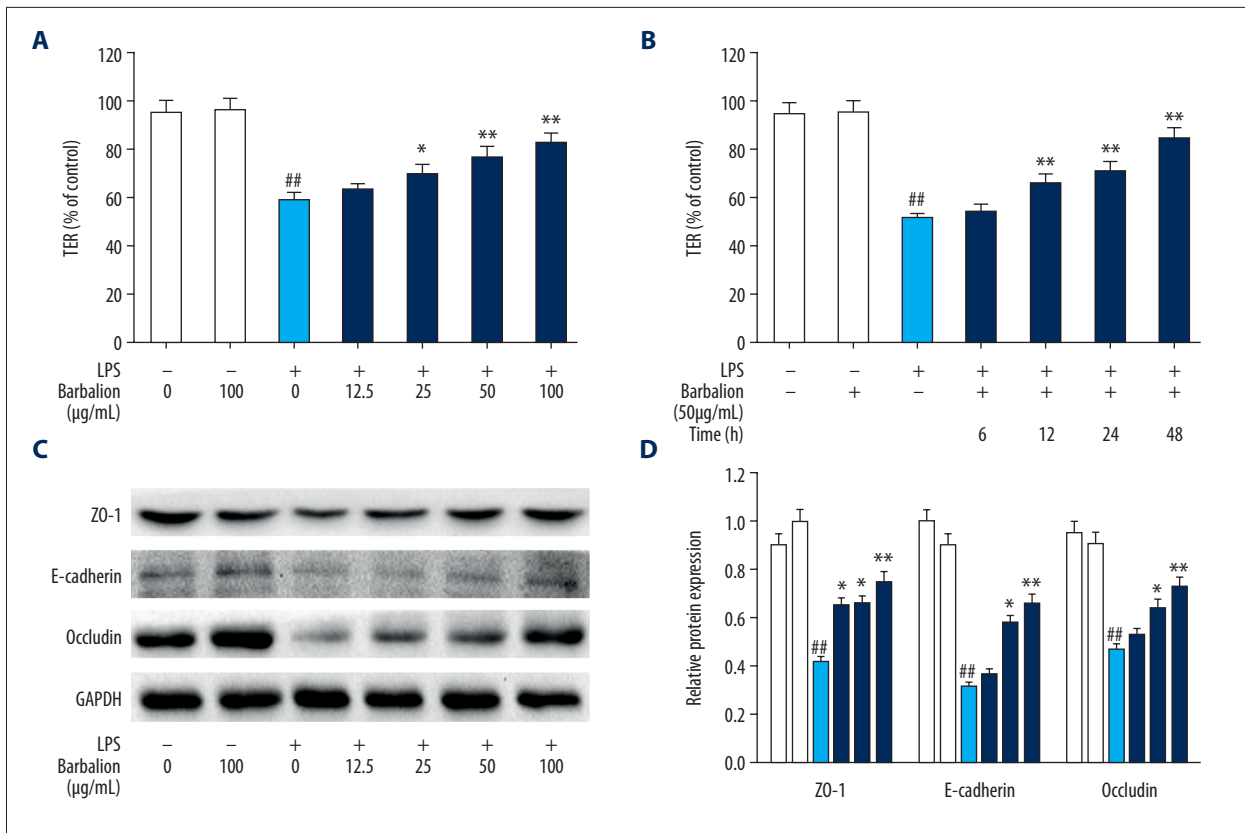 A
120
100
80
60
40
20
0
TER (% of control)
##
*
**
**
LPS – – + + + + +
Barbalion 0 100 0 12.5 25 50 100
(µg/mL)
B
120
100
80
60
40
20
0
TER (% of control)
##
**
**
**
LPS – – + + + + +
Barbalion – + – + + + +
(50µg/mL)
Time (h) 6 12 24 48
C
ZO-1
E-cadherin
Occludin
GAPDH
LPS – – + + + + +
Barbalion 0 100 0 12.5 25 50 100
(µg/mL)
D
1.2
1.0
0.8
0.6
0.4
0.2
0.0
Relative protein expression
##
*
*
**
##
*
**
##
*
**
ZO-1 E-cadherin Occludin